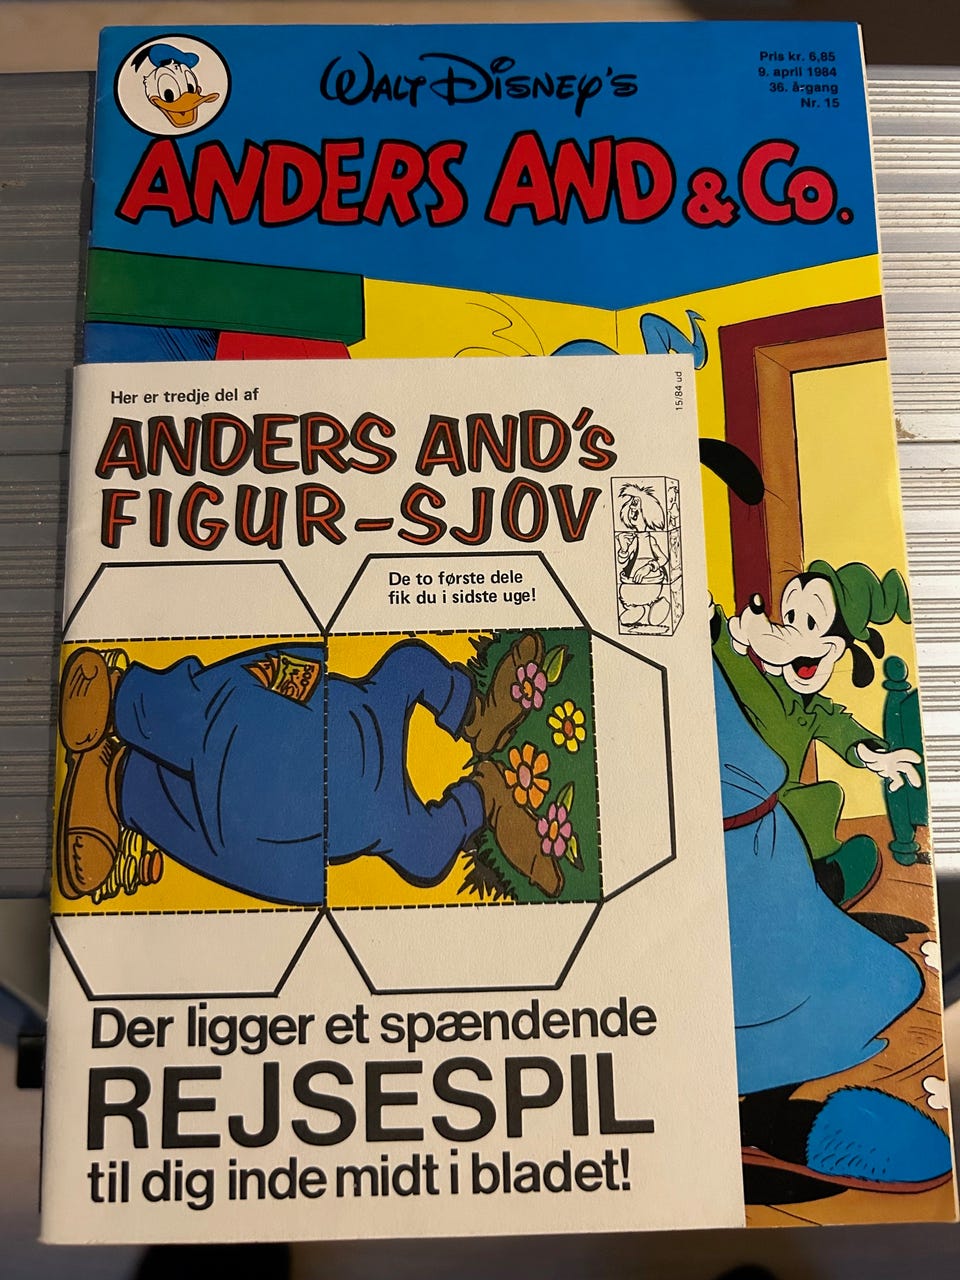 WALT DISNEY'S
Pris kr. 6,85
9. april 1984
36. årgang
Nr. 15
ANDERS AND & Co.
Her er tredje del af
15/84 ud
ANDERS AND's
FIGUR-SJOV
De to første dele
fik du i sidste uge!
Der ligger et spændende
REJSESPIL
til dig inde midt i bladet!